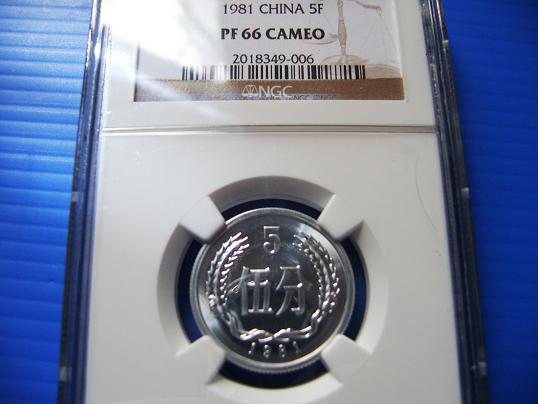 1981 CHINA 5F
PF 66 CAMEO
2018349-006
NGC
5
伍分
1981